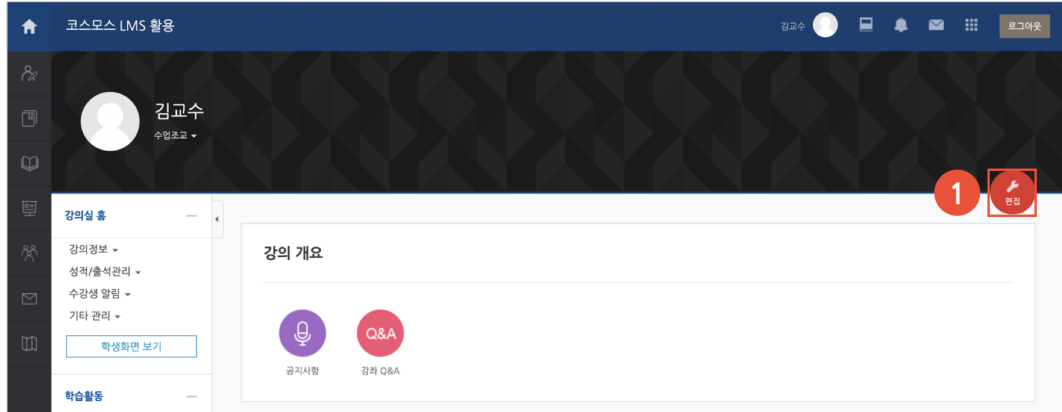 코스모스 LMS 활용
김교수
로그아웃
김교수
수업조교
1
편집
강의실 홈
강의정보
성적/출석관리
수강생 알림
기타 관리
학생화면 보기
학습활동
강의 개요
Q&A
공지사항
강좌 Q&A